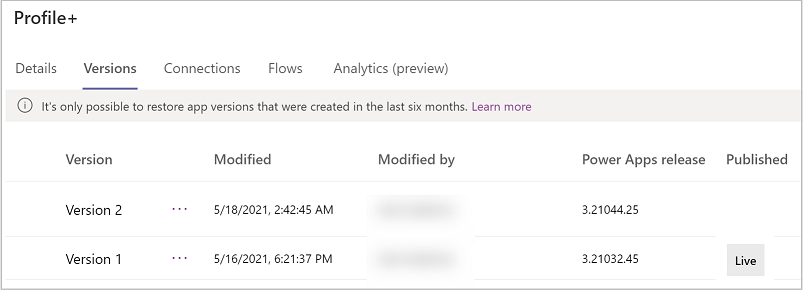 Profile+
Details Versions Connections Flows Analytics (preview)
It's only possible to restore app versions that were created in the last six months. Learn more
Version Modified Modified by Power Apps release Published
Version 2 ... 5/18/2021, 2:42:45 AM 3.21044.25
Version 1 ... 5/16/2021, 6:21:37 PM 3.21032.45 Live